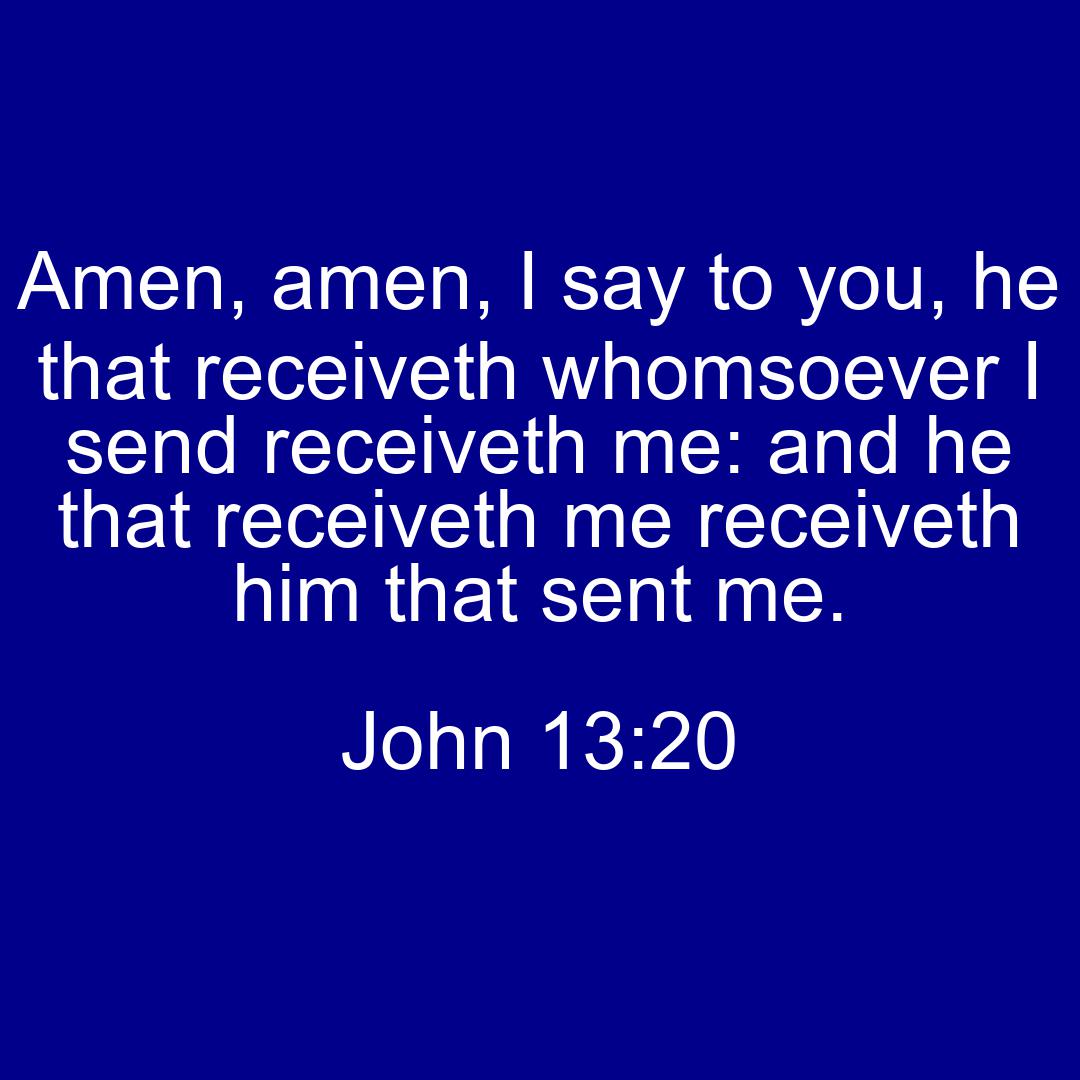 Amen, amen, I say to you, he
that receiveth whomsoever I
send receiveth me: and he
that receiveth me receiveth
him that sent me.
John 13:20